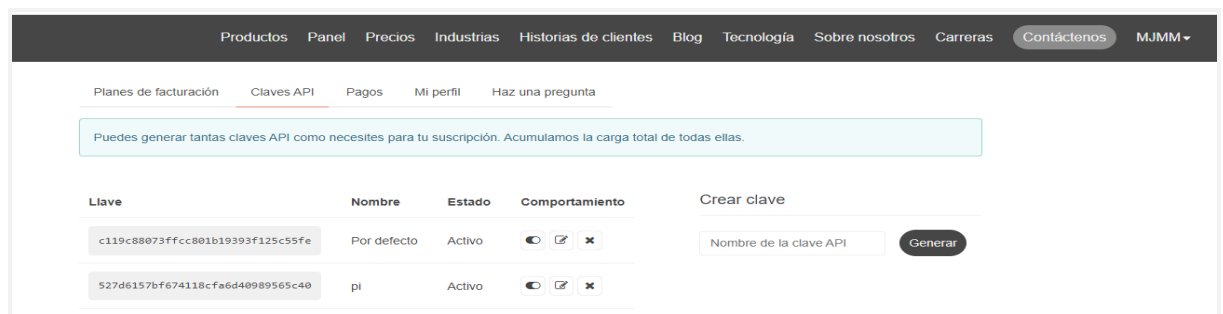 Productos Panel Precios Industrias Historias de clientes Blog Tecnología Sobre nosotros Carreras Contáctenos MJMM
Planes de facturación Claves API Pagos Mi perfil Haz una pregunta
Puedes generar tantas claves API como necesites para tu suscripción. Acumulamos la carga total de todas ellas.
Llave Nombre Estado Comportamiento
c119c88073ffcc801b19393f125c55fe Por defecto Activo
527d6157bf674118cfa6d40989565c40 pi Activo
Crear clave
Nombre de la clave API Generar